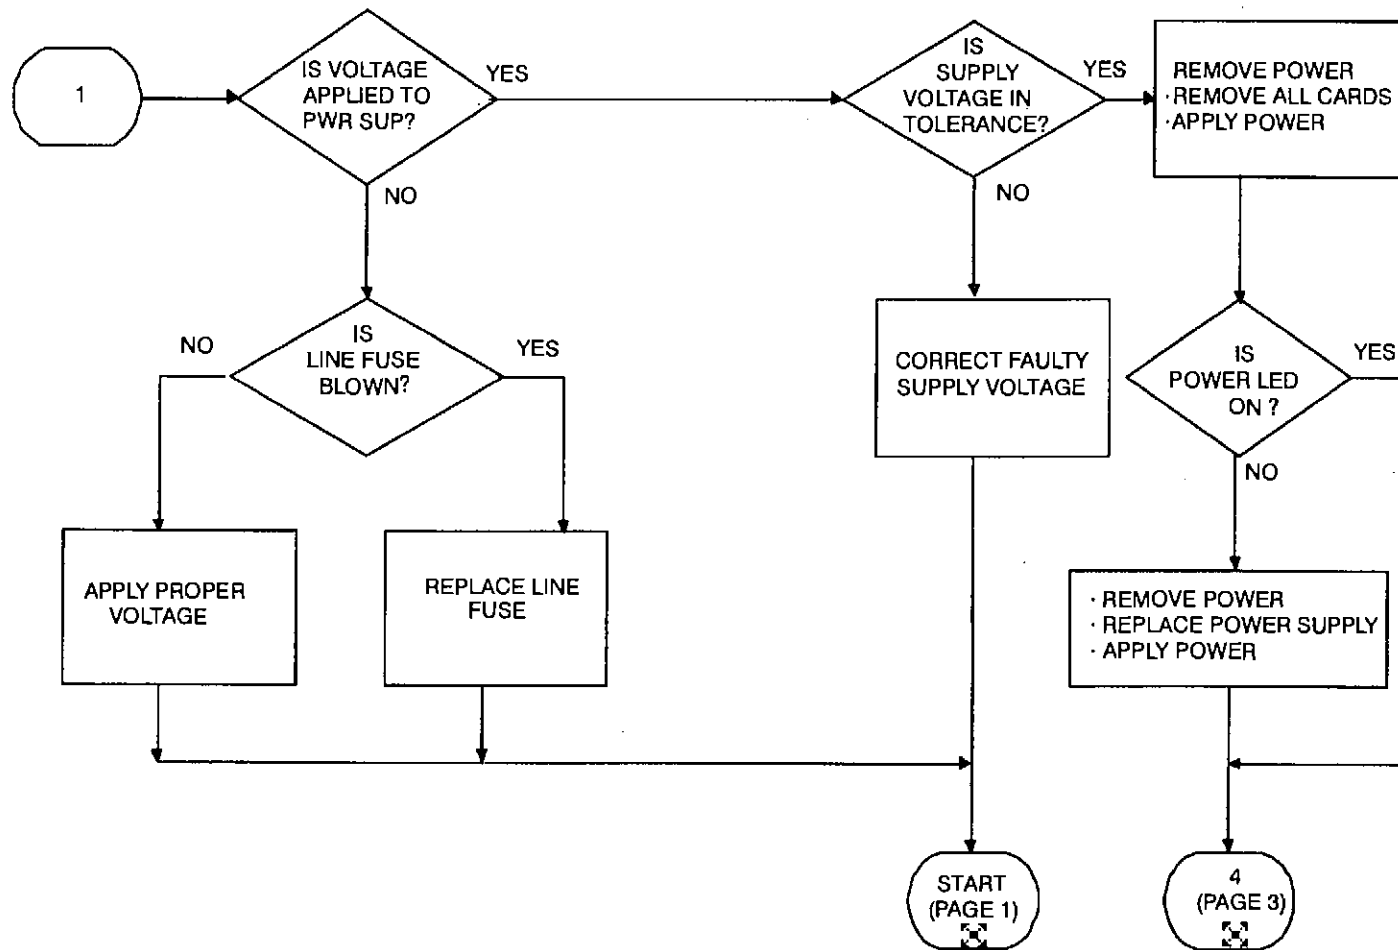 1
IS VOLTAGE
APPLIED TO
PWR SUP?
YES
NO
IS
SUPPLY
VOLTAGE IN
TOLERANCE?
YES
NO
REMOVE POWER
·REMOVE ALL CARDS
·APPLY POWER
IS
LINE FUSE
BLOWN?
NO
YES
CORRECT FAULTY
SUPPLY VOLTAGE
IS
POWER LED
ON ?
YES
NO
APPLY PROPER
VOLTAGE
REPLACE LINE
FUSE
· REMOVE POWER
· REPLACE POWER SUPPLY
· APPLY POWER
START
(PAGE 1)
4
(PAGE 3)